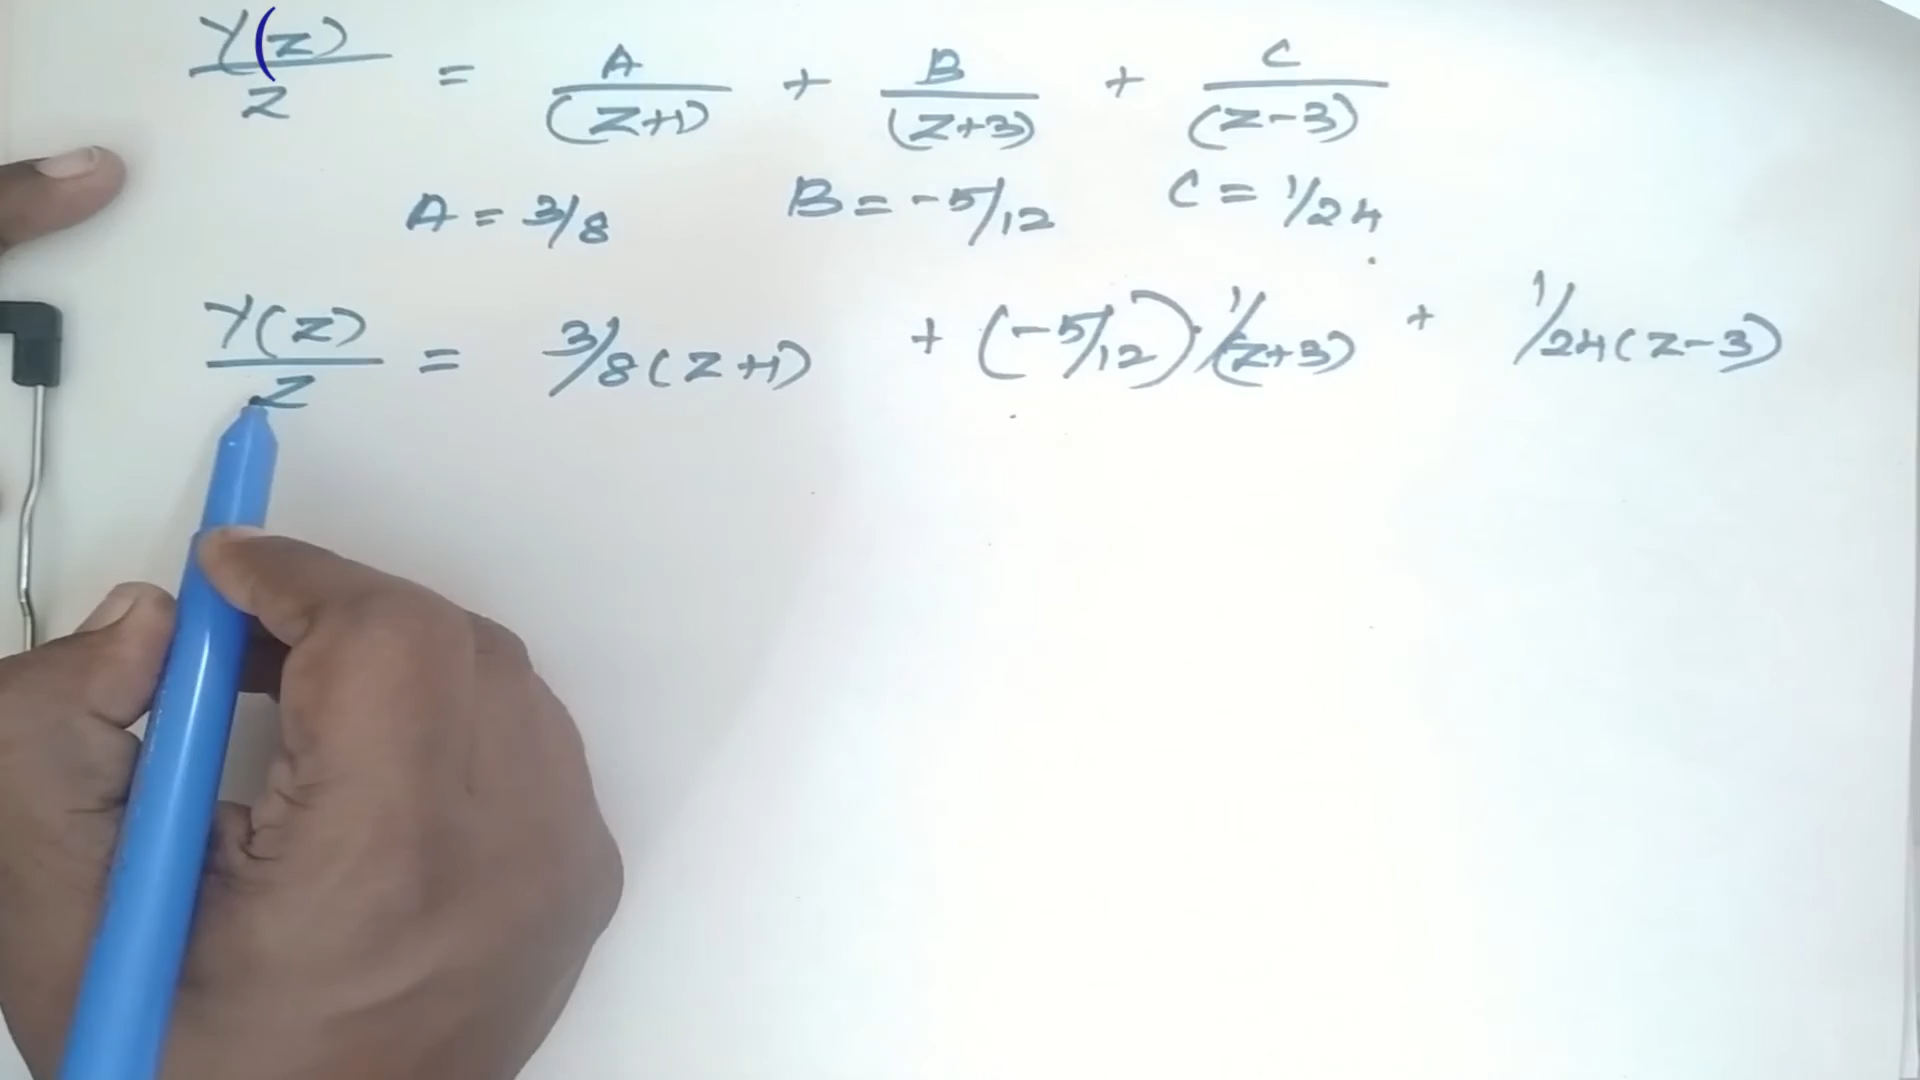 Y(z)/z = A/(z+1) + B/(z+3) + C/(z-3)
A = 3/8 B = -5/12 C = 1/24
Y(z)/z = 3/8(z+1) + (-5/12) · 1/(z+3) + 1/24(z-3)